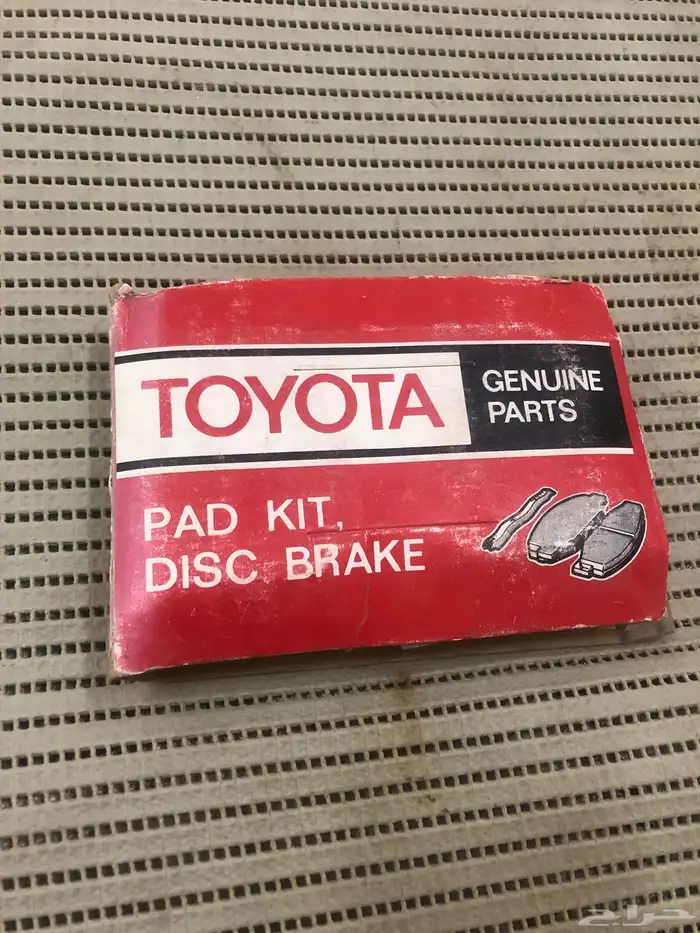 TOYOTA
GENUINE
PARTS
PAD KIT,
DISC BRAKE
حراج